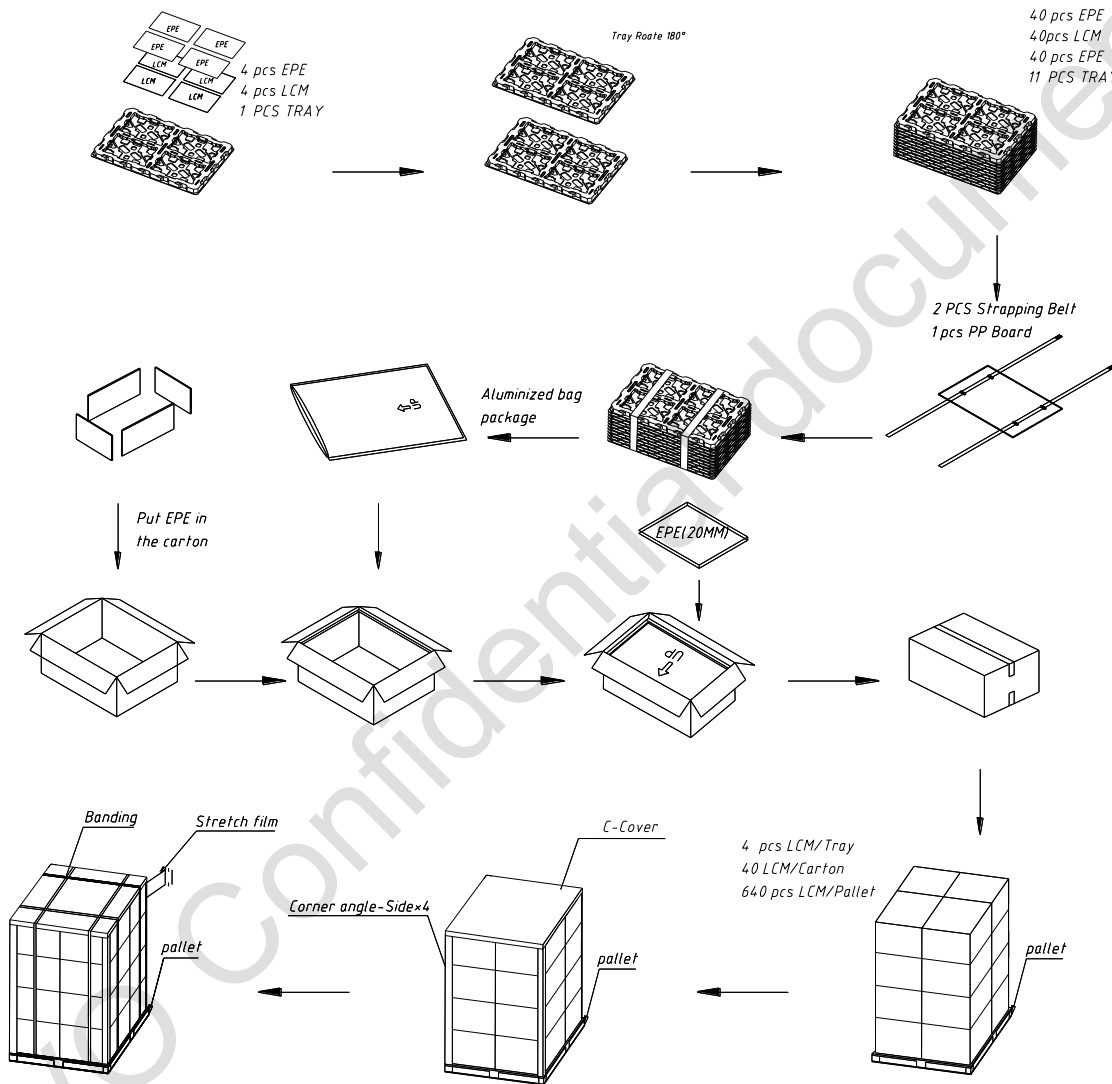 EPE
EPE
EPE
EPE
LCM
LCM
LCM
LCM
4 pcs EPE
4 pcs LCM
1 PCS TRAY
Tray Roate 180°
40 pcs EPE
40pcs LCM
40 pcs EPE
11 PCS TRAY
2 PCS Strapping Belt
1 pcs PP Board
Aluminized bag
package
UP
Put EPE in
the carton
EPE(20MM)
UP
Banding
Stretch film
pallet
C-Cover
Corner angle-Side×4
pallet
4 pcs LCM/Tray
40 LCM/Carton
640 pcs LCM/Pallet
pallet
Confidential document